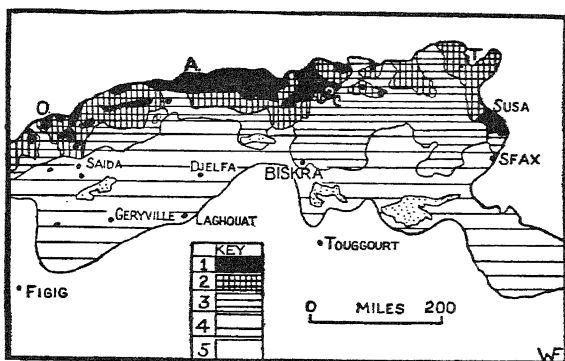 A.
T.
O.
C
SUSA
SAIDA
DJELFA
BISKRA
SFAX
GERYVILLE
LAGHOUAT
TOUGGOURT
FIGIG
KEY
1
2
3
4
5
0 MILES 200
WF